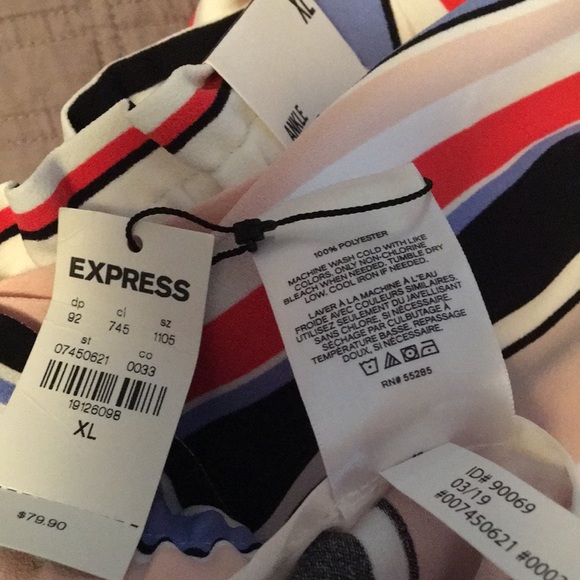 XL
ANKLE
EXPRESS
dp cl sz
92 745 1105
st co
07450621 0033
19126098
XL
$79.90
100% POLYESTER
MACHINE WASH COLD WITH LIKE
COLORS, ONLY NON-CHLORINE
BLEACH WHEN NEEDED, TUMBLE DRY
LOW. COOL IRON IF NEEDED.
LAVER À LA MACHINE À L'EAU
FROIDE AVEC COULEURS SIMILAIRES.
UTILISEZ SEULEMENT DU JAVELLISANT
SANS CHLORE, SI NÉCESSAIRE.
SÉCHAGE PAR CULBUTAGE À
TEMPÉRATURE BASSE. REPASSAGE
DOUX, SI NÉCESSAIRE.
RN# 55285
ID# 90069
03/19
#007450621 #000